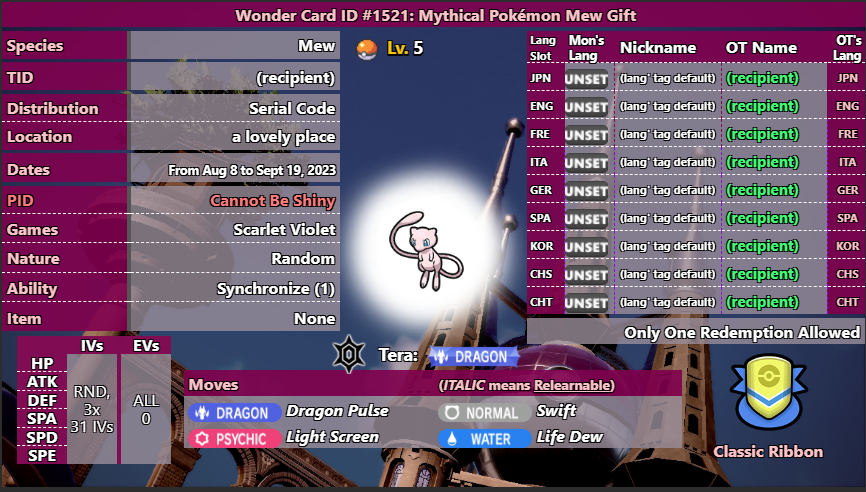 Wonder Card ID #1521: Mythical Pokémon Mew Gift
Species Mew
TID (recipient)
Distribution Serial Code
Location a lovely place
Dates From Aug 8 to Sept 19, 2023
PID Cannot Be Shiny
Games Scarlet Violet
Nature Random
Ability Synchronize (1)
Item None
Lv. 5
Lang Slot Mon's Lang Nickname OT Name OT's Lang
JPN UNSET (lang' tag default) (recipient) JPN
ENG UNSET (lang' tag default) (recipient) ENG
FRE UNSET (lang' tag default) (recipient) FRE
ITA UNSET (lang' tag default) (recipient) ITA
GER UNSET (lang' tag default) (recipient) GER
SPA UNSET (lang' tag default) (recipient) SPA
KOR UNSET (lang' tag default) (recipient) KOR
CHS UNSET (lang' tag default) (recipient) CHS
CHT UNSET (lang' tag default) (recipient) CHT
Only One Redemption Allowed
IVs EVs
HP
ATK
DEF
SPA
SPD
SPE
RND,
3x
31 IVs
ALL
0
Tera: DRAGON
Moves (ITALIC means Relearnable)
DRAGON Dragon Pulse NORMAL Swift
PSYCHIC Light Screen WATER Life Dew
Classic Ribbon